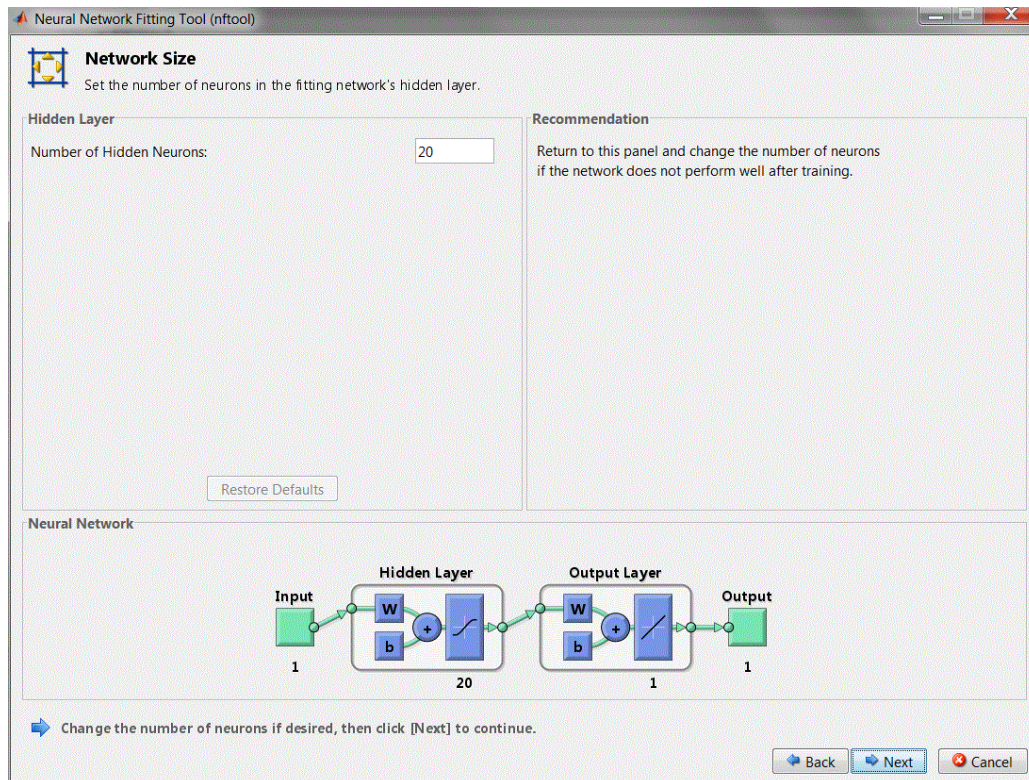 Neural Network Fitting Tool (nftool)
Network Size
Set the number of neurons in the fitting network's hidden layer.
Hidden Layer
Number of Hidden Neurons:
20
Restore Defaults
Recommendation
Return to this panel and change the number of neurons
if the network does not perform well after training.
Neural Network
Hidden Layer
Output Layer
Input
Output
W
b
+
W
b
+
1
20
1
1
Change the number of neurons if desired, then click [Next] to continue.
Back
Next
Cancel